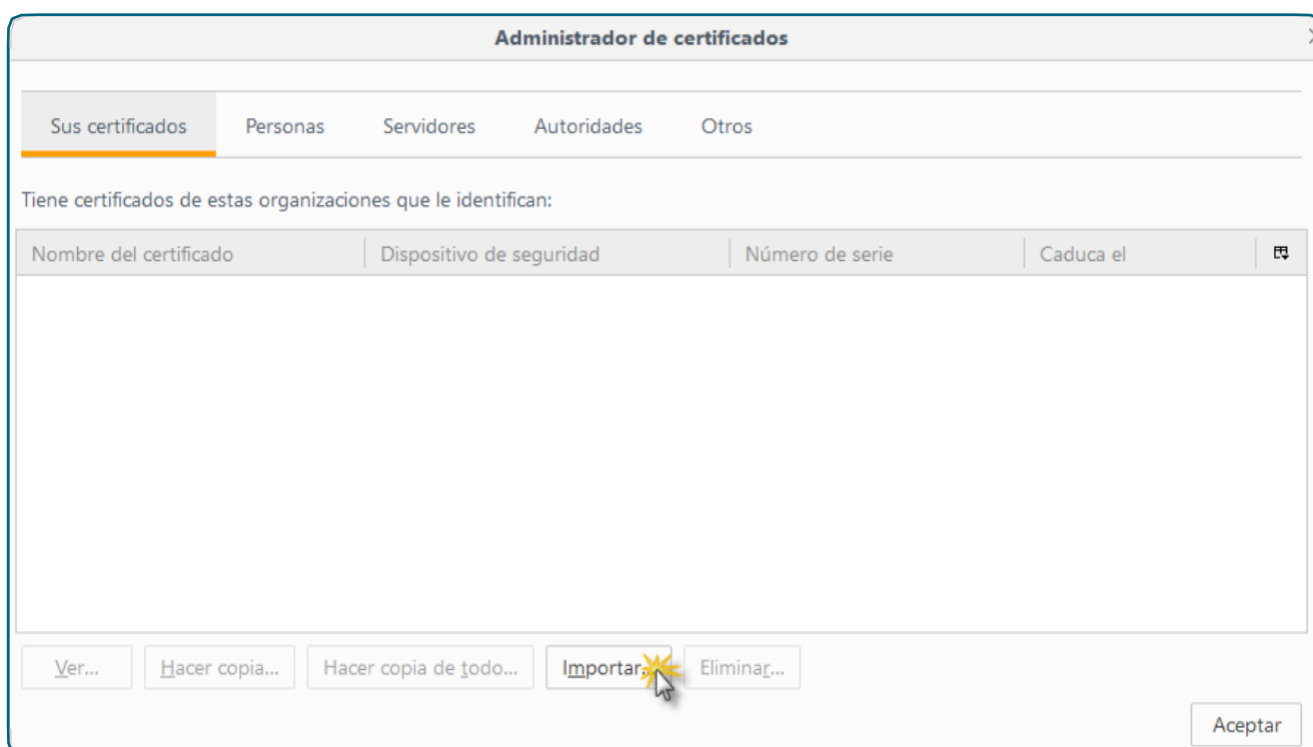 Administrador de certificados
Sus certificados Personas Servidores Autoridades Otros
Tiene certificados de estas organizaciones que le identifican:
Nombre del certificado Dispositivo de seguridad Número de serie Caduca el
Ver... Hacer copia... Hacer copia de todo... Importar... Eliminar...
Aceptar